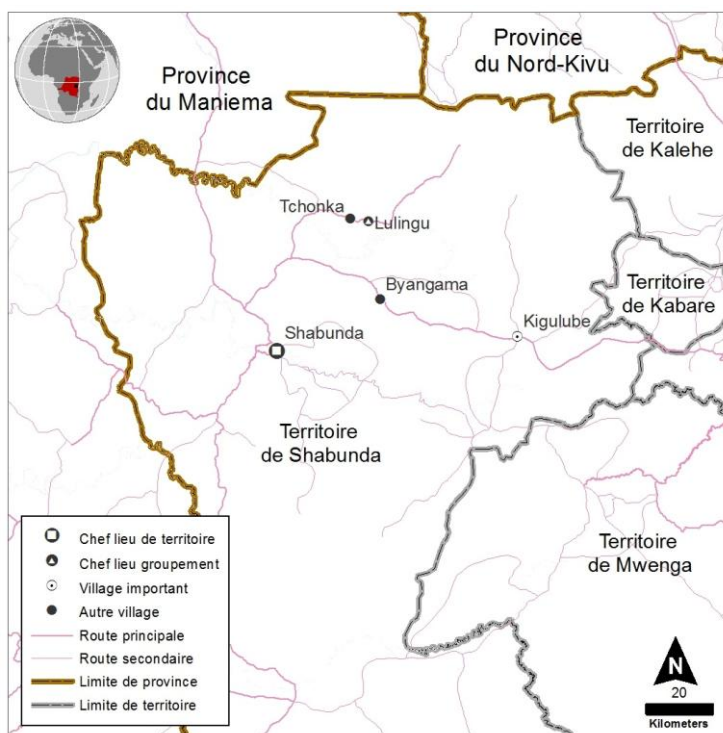 Province
du Maniema
Province
du Nord-Kivu
Territoire
de Kalehe
Tchonka
Lulingu
Byangama
Territoire
de Kabare
Kigulube
Shabunda
Territoire
de Shabunda
Territoire
de Mwenga
Chef lieu de territoire
Chef lieu groupement
Village important
Autre village
Route principale
Route secondaire
Limite de province
Limite de territoire
N
20
Kilometers